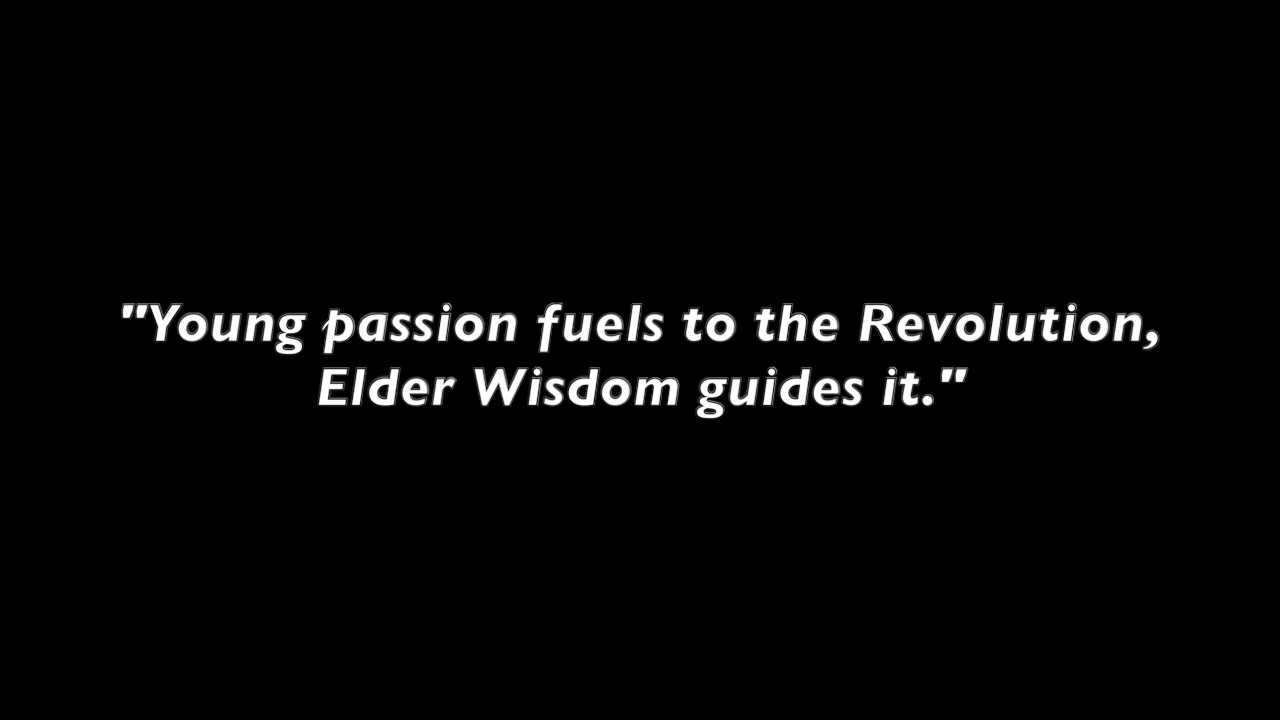 "Young passion fuels to the Revolution,
Elder Wisdom guides it."